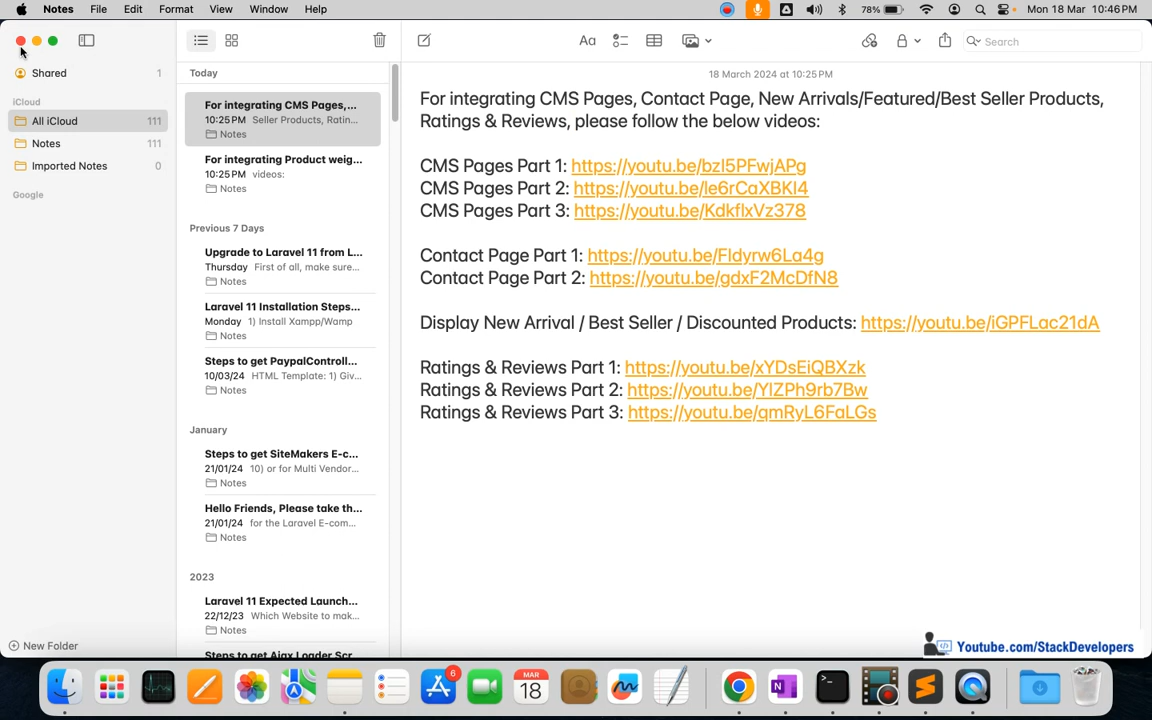 Notes File Edit Format View Window Help 78% Mon 18 Mar 10:46 PM
Search
Shared 1
iCloud
All iCloud 111
Notes 111
Imported Notes 0
Google
New Folder
Today
For integrating CMS Pages,...
10:25 PM Seller Products, Ratin...
Notes
For integrating Product weig...
10:25 PM videos:
Notes
Previous 7 Days
Upgrade to Laravel 11 from L...
Thursday First of all, make sure...
Notes
Laravel 11 Installation Steps...
Monday 1) Install Xampp/Wamp
Notes
Steps to get PaypalControll...
10/03/24 HTML Template: 1) Giv...
Notes
January
Steps to get SiteMakers E-c...
21/01/24 10) or for Multi Vendor...
Notes
Hello Friends, Please take th...
21/01/24 for the Laravel E-com...
Notes
2023
Laravel 11 Expected Launch...
22/12/23 Which Website to mak...
Notes
Steps to get Ajax Loader Scr
18 March 2024 at 10:25 PM
For integrating CMS Pages, Contact Page, New Arrivals/Featured/Best Seller Products,
Ratings & Reviews, please follow the below videos:
CMS Pages Part 1: https://youtu.be/bzI5PFwjAPg
CMS Pages Part 2: https://youtu.be/le6rCaXBKI4
CMS Pages Part 3: https://youtu.be/KdkflxVz378
Contact Page Part 1: https://youtu.be/Fldyrw6La4g
Contact Page Part 2: https://youtu.be/gdxF2McDfN8
Display New Arrival / Best Seller / Discounted Products: https://youtu.be/iGPFLac21dA
Ratings & Reviews Part 1: https://youtu.be/xYDsEiQBXzk
Ratings & Reviews Part 2: https://youtu.be/YlZPh9rb7Bw
Ratings & Reviews Part 3: https://youtu.be/qmRyL6FaLGs
Youtube.com/StackDevelopers
6
MAR
18